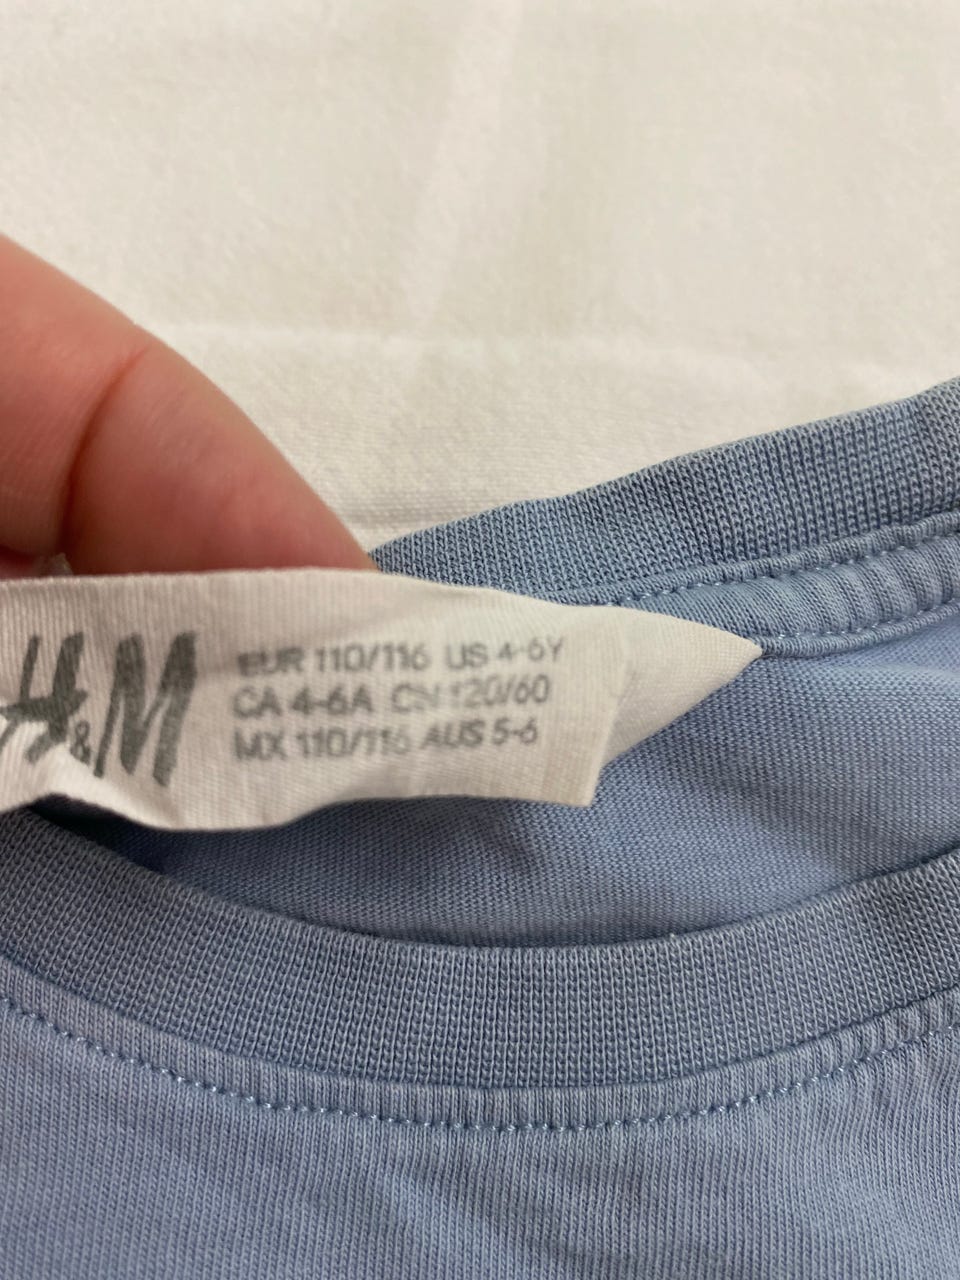 H&M
EUR 110/116 US 4-6Y
CA 4-6A CN 120/60
MX 110/116 AUS 5-6